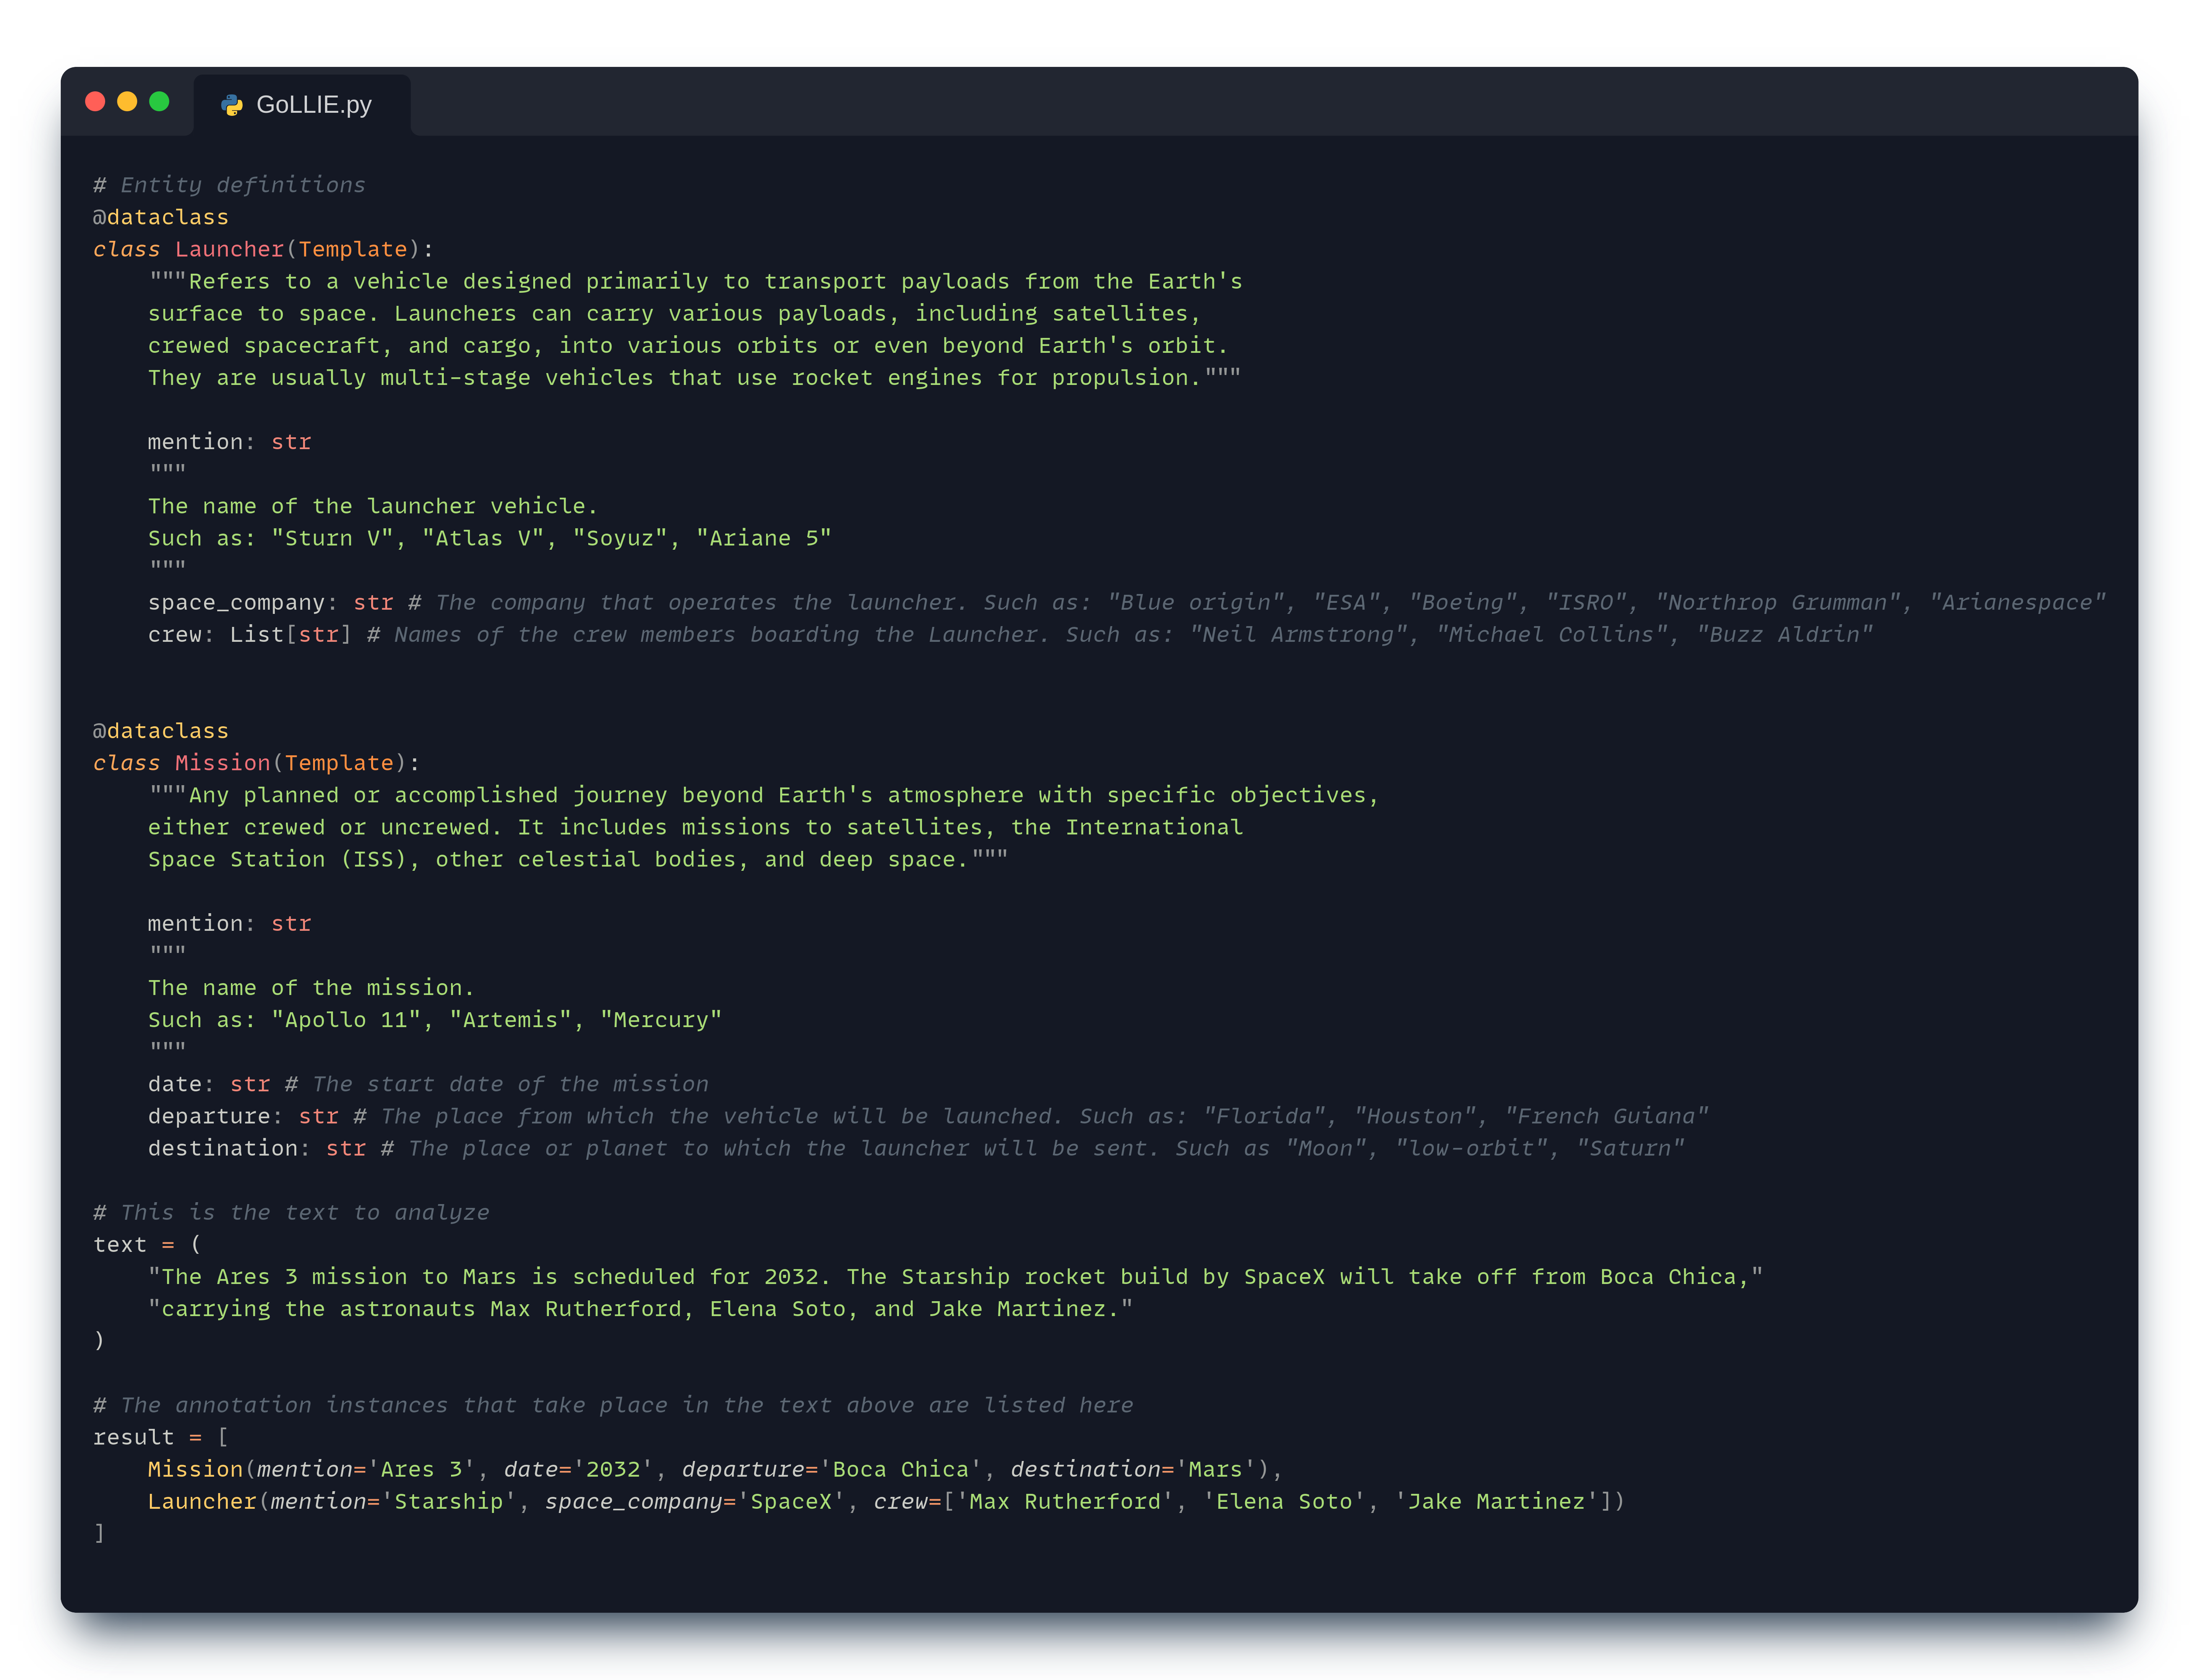 GoLLIE.py
# Entity definitions
@dataclass
class Launcher(Template):
    """Refers to a vehicle designed primarily to transport payloads from the Earth's
    surface to space. Launchers can carry various payloads, including satellites,
    crewed spacecraft, and cargo, into various orbits or even beyond Earth's orbit.
    They are usually multi-stage vehicles that use rocket engines for propulsion."""
    mention: str
    """
    The name of the launcher vehicle.
    Such as: "Sturn V", "Atlas V", "Soyuz", "Ariane 5"
    """
    space_company: str # The company that operates the launcher. Such as: "Blue origin", "ESA", "Boeing", "ISRO", "Northrop Grumman", "Arianespace"
    crew: List[str] # Names of the crew members boarding the Launcher. Such as: "Neil Armstrong", "Michael Collins", "Buzz Aldrin"
@dataclass
class Mission(Template):
    """Any planned or accomplished journey beyond Earth's atmosphere with specific objectives,
    either crewed or uncrewed. It includes missions to satellites, the International
    Space Station (ISS), other celestial bodies, and deep space."""
    mention: str
    """
    The name of the mission.
    Such as: "Apollo 11", "Artemis", "Mercury"
    """
    date: str # The start date of the mission
    departure: str # The place from which the vehicle will be launched. Such as: "Florida", "Houston", "French Guiana"
    destination: str # The place or planet to which the launcher will be sent. Such as "Moon", "low-orbit", "Saturn"
# This is the text to analyze
text = (
    "The Ares 3 mission to Mars is scheduled for 2032. The Starship rocket build by SpaceX will take off from Boca Chica,"
    "carrying the astronauts Max Rutherford, Elena Soto, and Jake Martinez."
)
# The annotation instances that take place in the text above are listed here
result = [
    Mission(mention='Ares 3', date='2032', departure='Boca Chica', destination='Mars'),
    Launcher(mention='Starship', space_company='SpaceX', crew=['Max Rutherford', 'Elena Soto', 'Jake Martinez'])
]